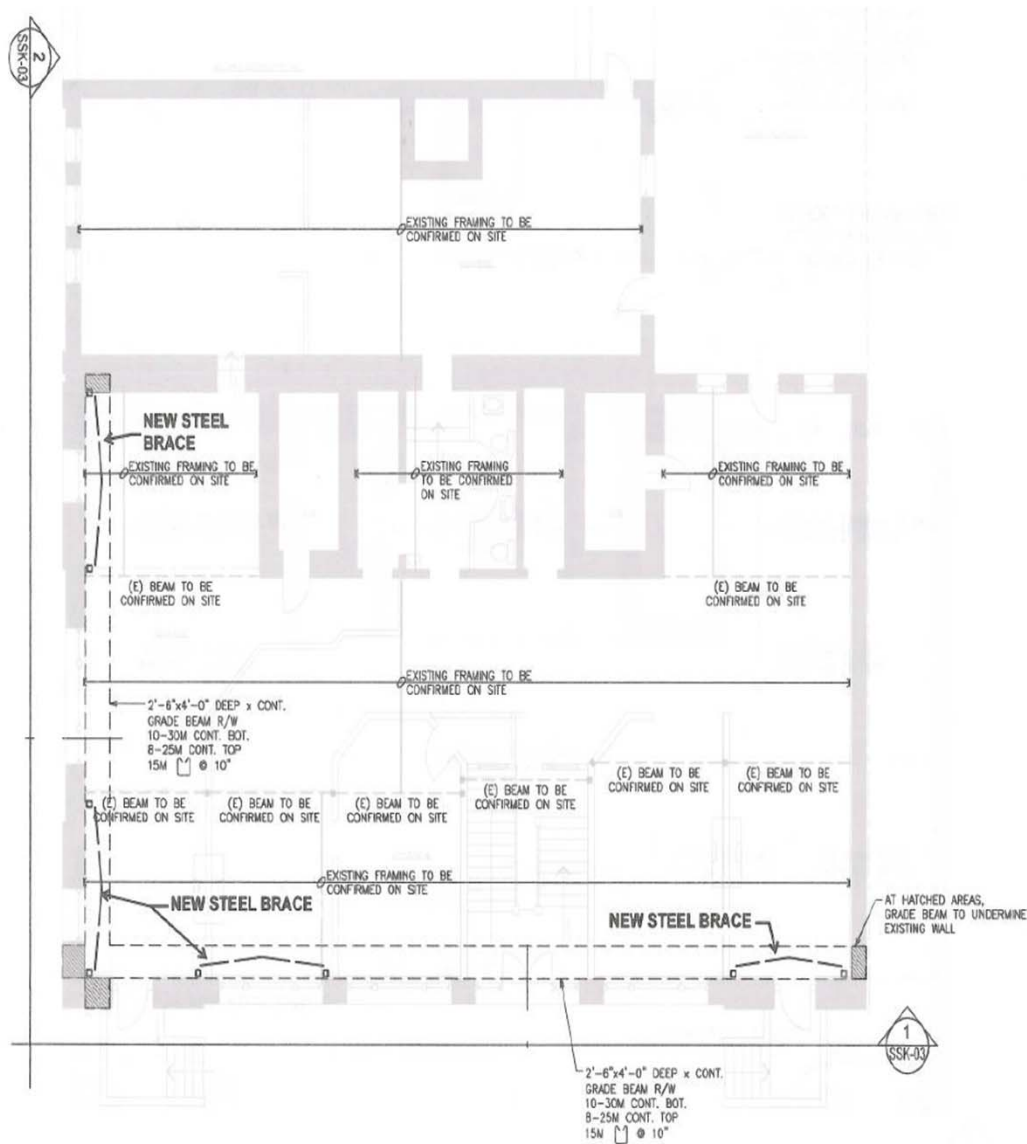 2
SSK-03
EXISTING FRAMING TO BE
CONFIRMED ON SITE
NEW STEEL
BRACE
EXISTING FRAMING TO BE
CONFIRMED ON SITE
EXISTING FRAMING
TO BE CONFIRMED
ON SITE
EXISTING FRAMING TO BE
CONFIRMED ON SITE
(E) BEAM TO BE
CONFIRMED ON SITE
(E) BEAM TO BE
CONFIRMED ON SITE
EXISTING FRAMING TO BE
CONFIRMED ON SITE
2'-6"x4'-0" DEEP x CONT.
GRADE BEAM R/W
10-30M CONT. BOT.
8-25M CONT. TOP
15M @ 10"
(E) BEAM TO BE
CONFIRMED ON SITE
(E) BEAM TO BE
CONFIRMED ON SITE
(E) BEAM TO BE
CONFIRMED ON SITE
(E) BEAM TO BE
CONFIRMED ON SITE
(E) BEAM TO BE
CONFIRMED ON SITE
(E) BEAM TO BE
CONFIRMED ON SITE
EXISTING FRAMING TO BE
CONFIRMED ON SITE
NEW STEEL BRACE
NEW STEEL BRACE
AT HATCHED AREAS,
GRADE BEAM TO UNDERMINE
EXISTING WALL
1
SSK-03
2'-6"x4'-0" DEEP x CONT.
GRADE BEAM R/W
10-30M CONT. BOT.
8-25M CONT. TOP
15M @ 10"